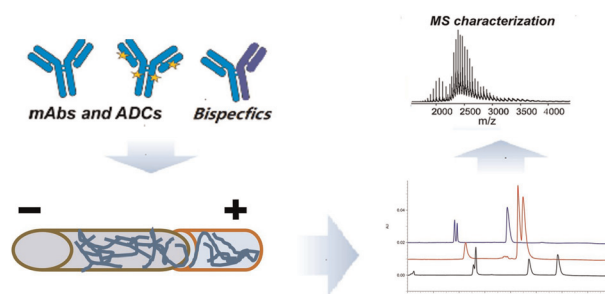 MS characterization
mAbs and ADCs
Bispecfics
2000 2500 3000 3500 4000
m/z
− +
0.04
0.02
0.00